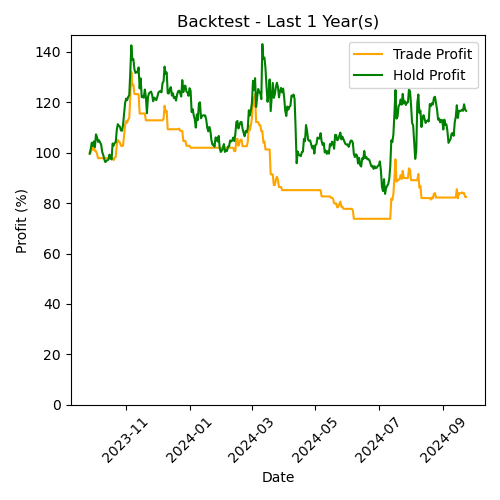 Backtest - Last 1 Year(s)
Trade Profit
Hold Profit
Profit (%)
140
120
100
80
60
40
20
0
2023-11
2024-01
2024-03
2024-05
2024-07
2024-09
Date